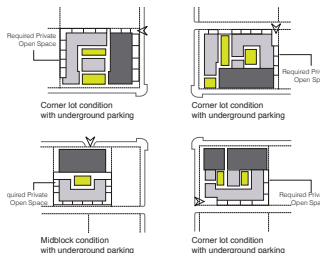 Required Private
Open Space
Corner lot condition
with underground parking
Required Priv
Open Sp
Corner lot condition
with underground parking
quired Private
Open Space
Midblock condition
with underground parking
Required Priv
Open Spa
Corner lot condition
with underground parking